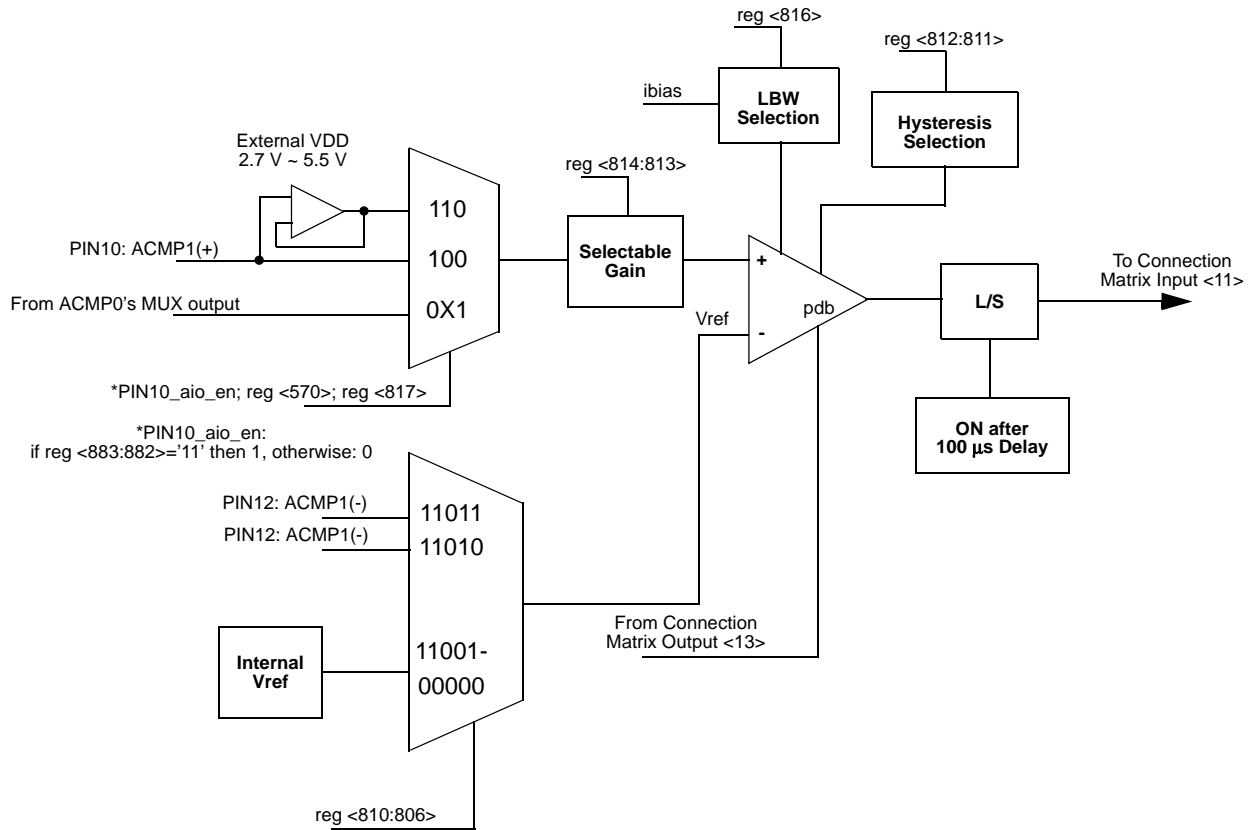 reg <816>
reg <812:811>
ibias
LBW
Selection
Hysteresis
Selection
External VDD
2.7 V ~ 5.5 V
reg <814:813>
110
PIN10: ACMP1(+)
100
Selectable
Gain
+
To Connection
Matrix Input <11>
From ACMP0's MUX output
0X1
Vref
pdb
-
L/S
*PIN10_aio_en; reg <570>; reg <817>
*PIN10_aio_en:
if reg <883:882>='11' then 1, otherwise: 0
ON after
100 µs Delay
PIN12: ACMP1(-)
11011
PIN12: ACMP1(-)
11010
From Connection
Matrix Output <13>
Internal
Vref
11001-
00000
reg <810:806>